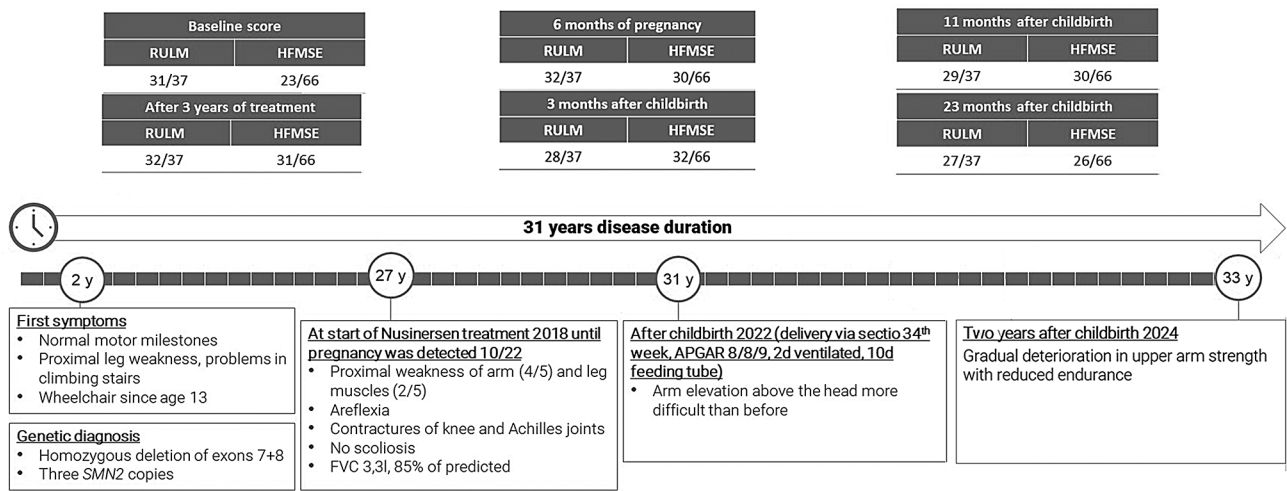 Baseline score
RULM HFMSE
31/37 23/66
After 3 years of treatment
RULM HFMSE
32/37 31/66
6 months of pregnancy
RULM HFMSE
32/37 30/66
3 months after childbirth
RULM HFMSE
28/37 32/66
11 months after childbirth
RULM HFMSE
29/37 30/66
23 months after childbirth
RULM HFMSE
27/37 26/66
31 years disease duration
2 y
27 y
31 y
33 y
First symptoms
• Normal motor milestones
• Proximal leg weakness, problems in
climbing stairs
• Wheelchair since age 13
Genetic diagnosis
• Homozygous deletion of exons 7+8
• Three SMN2 copies
At start of Nusinersen treatment 2018 until
pregnancy was detected 10/22
• Proximal weakness of arm (4/5) and leg
muscles (2/5)
• Areflexia
• Contractures of knee and Achilles joints
• No scoliosis
• FVC 3,3l, 85% of predicted
After childbirth 2022 (delivery via sectio 34th
week, APGAR 8/8/9, 2d ventilated, 10d
feeding tube)
• Arm elevation above the head more
difficult than before
Two years after childbirth 2024
Gradual deterioration in upper arm strength
with reduced endurance